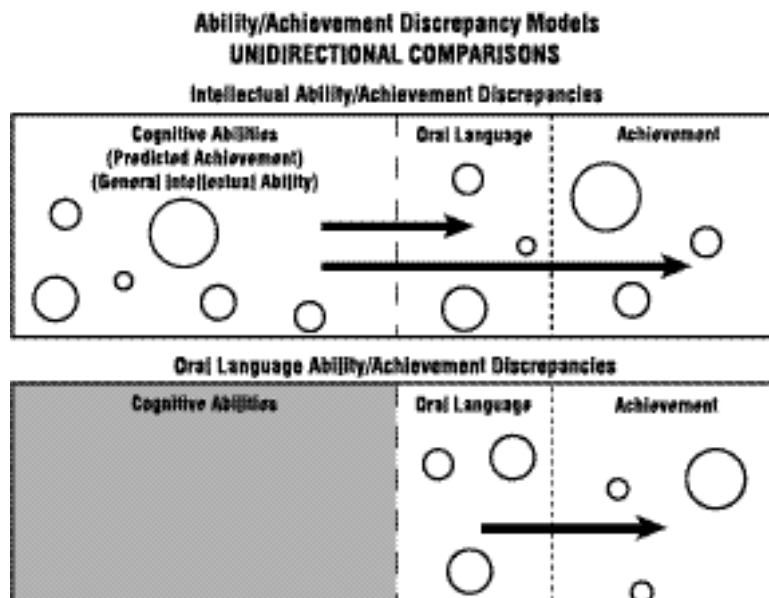 Ability/Achievement Discrepancy Models
UNIDIRECTIONAL COMPARISONS
Intellectual Ability/Achievement Discrepancies
Cognitive Abilities
(Predicted Achievement)
(General Intellectual Ability)
Oral Language
Achievement
Oral Language Ability/Achievement Discrepancies
Cognitive Abilities
Oral Language
Achievement